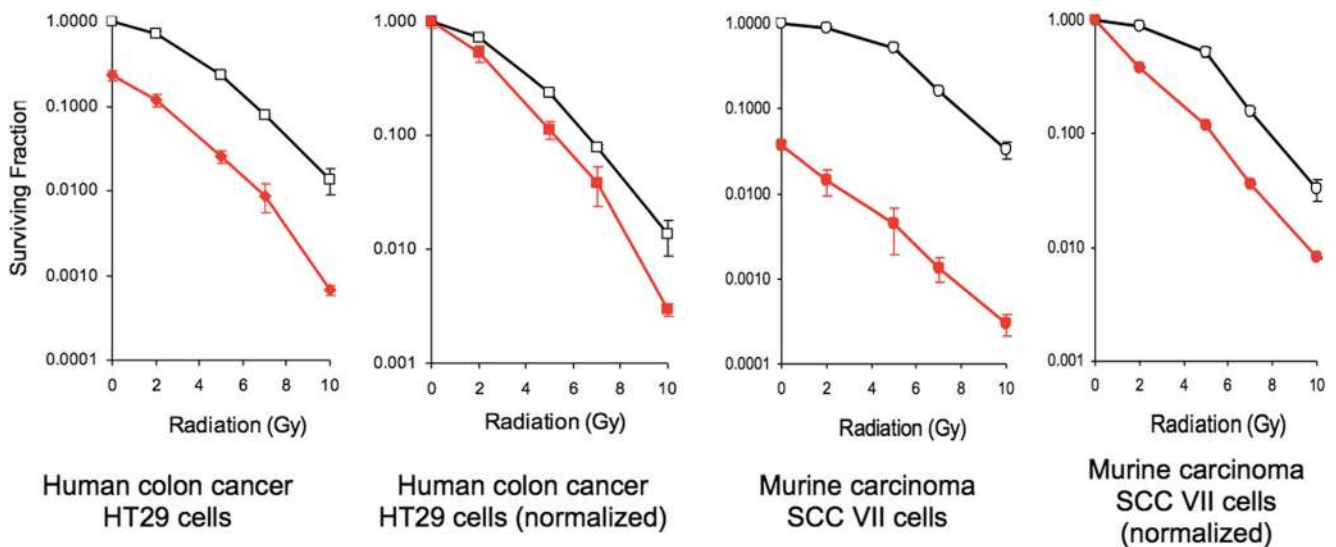 Surviving Fraction
1.0000
0.1000
0.0100
0.0010
0.0001
0 2 4 6 8 10
Radiation (Gy)
Human colon cancer
HT29 cells
1.000
0.100
0.010
0.001
0 2 4 6 8 10
Radiation (Gy)
Human colon cancer
HT29 cells (normalized)
1.0000
0.1000
0.0100
0.0010
0.0001
0 2 4 6 8 10
Radiation (Gy)
Murine carcinoma
SCC VII cells
1.000
0.100
0.010
.001
0 2 4 6 8 10
Radiation (Gy)
Murine carcinoma
SCC VII cells
(normalized)